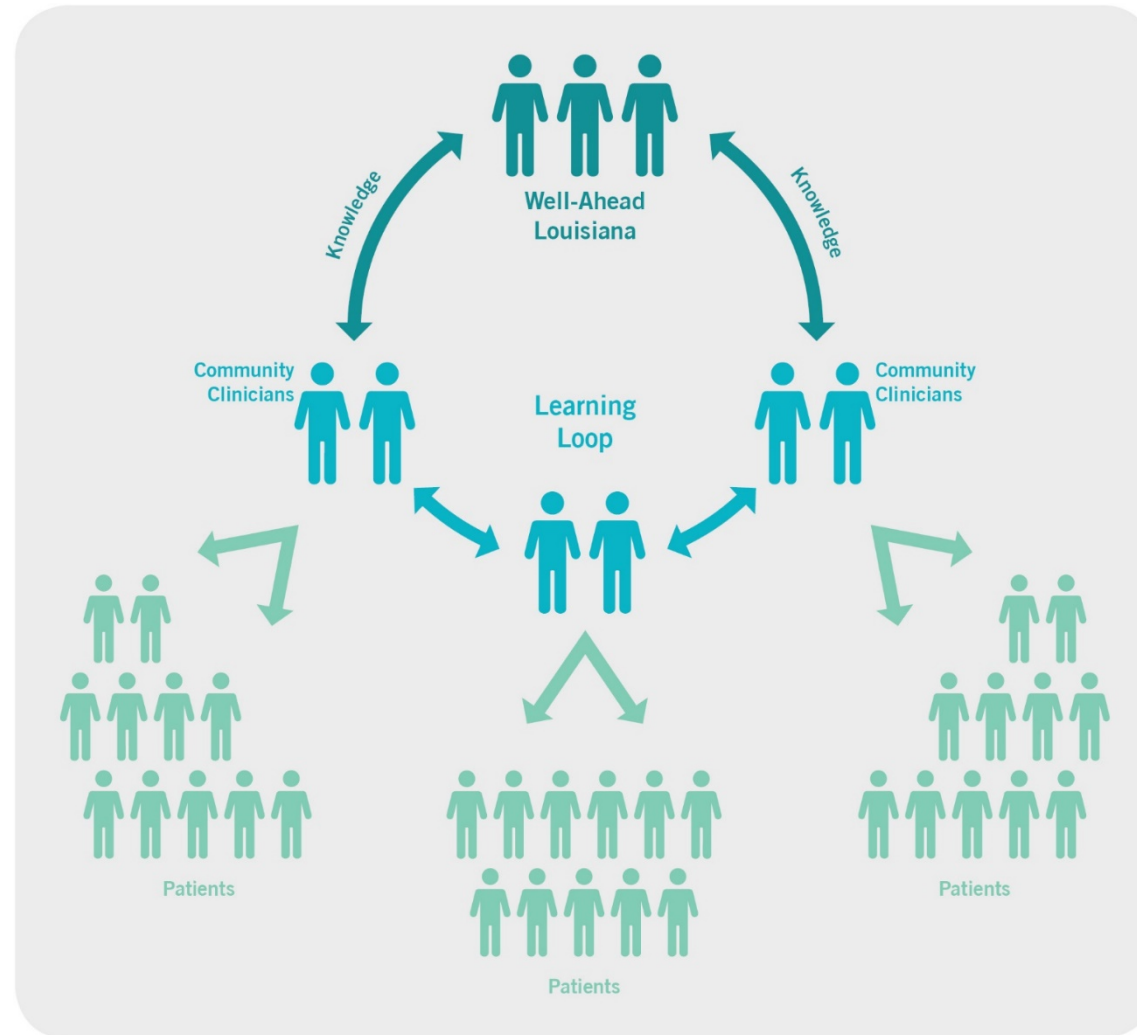 Knowledge
Well-Ahead
Louisiana
Knowledge
Community
Clinicians
Learning
Loop
Community
Clinicians
Patients
Patients
Patients